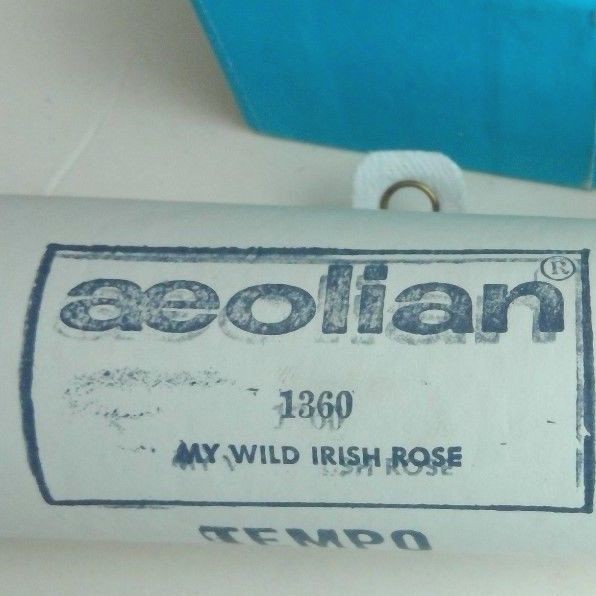 aeolian®
1360
MY WILD IRISH ROSE
TEMPO